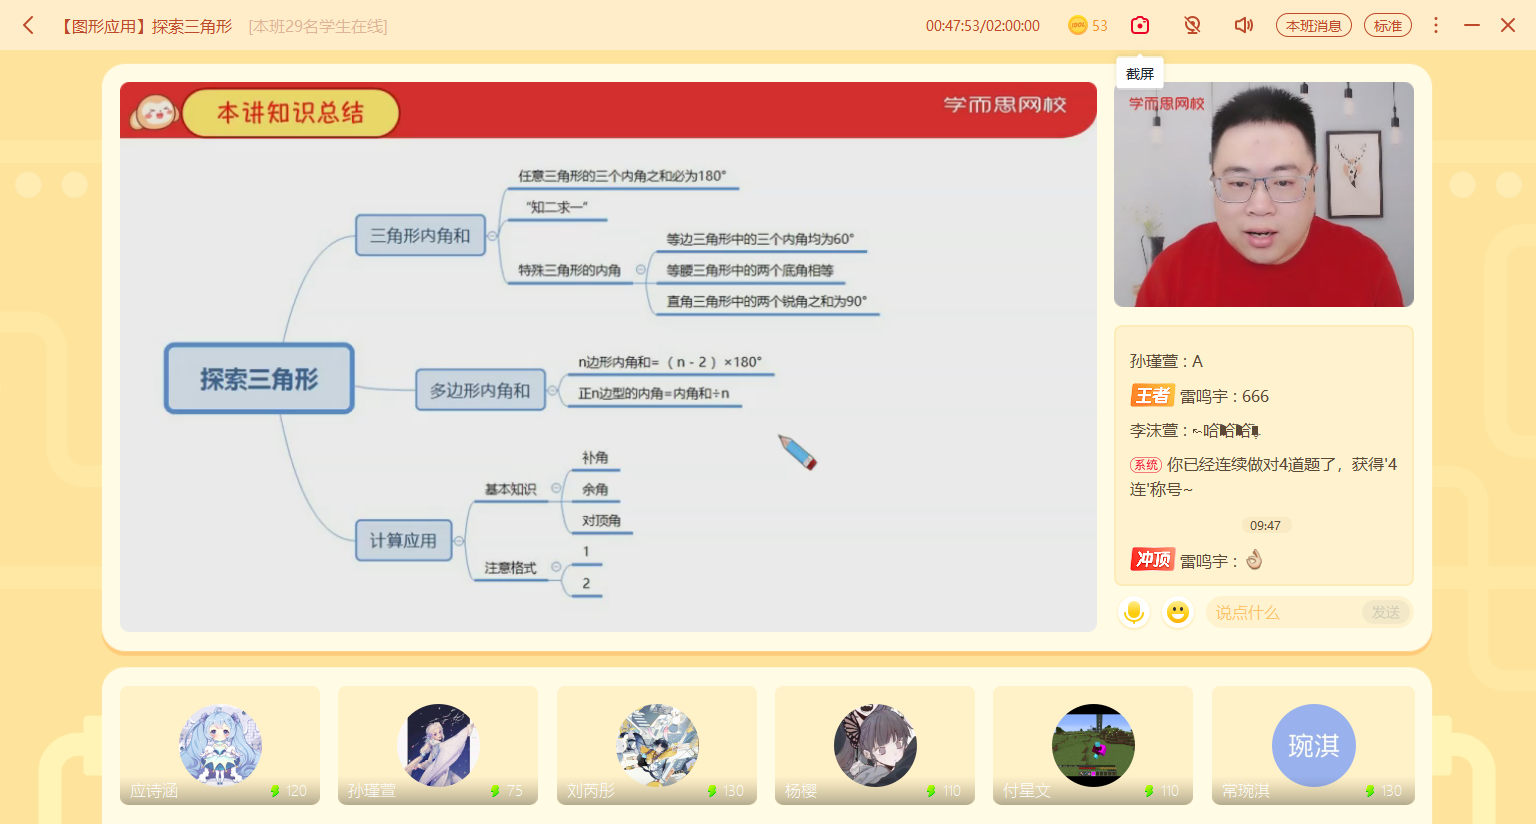 【图形应用】探索三角形 [本班29名学生在线]
00:47:53/02:00:00
53
本班消息
标准
截屏
本讲知识总结
学而思网校
任意三角形的三个内角之和必为180°
“知二求一”
三角形内角和
特殊三角形的内角
等边三角形中的三个内角均为60°
等腰三角形中的两个底角相等
直角三角形中的两个锐角之和为90°
探索三角形
多边形内角和
n边形内角和=（n-2）×180°
正n边型的内角=内角和÷n
计算应用
基本知识
补角
余角
对顶角
注意格式
1
2
学而思网校
孙瑾萱 : A
王者 雷鸣宇 : 666
李沫萱 : 哈哈哈
系统 你已经连续做对4道题了，获得'4
连'称号~
09:47
冲顶 雷鸣宇 : 👌
说点什么
发送
应诗涵 120
孙瑾萱 75
刘芮彤 130
杨樱 110
付星文 110
琬淇
常琬淇 130